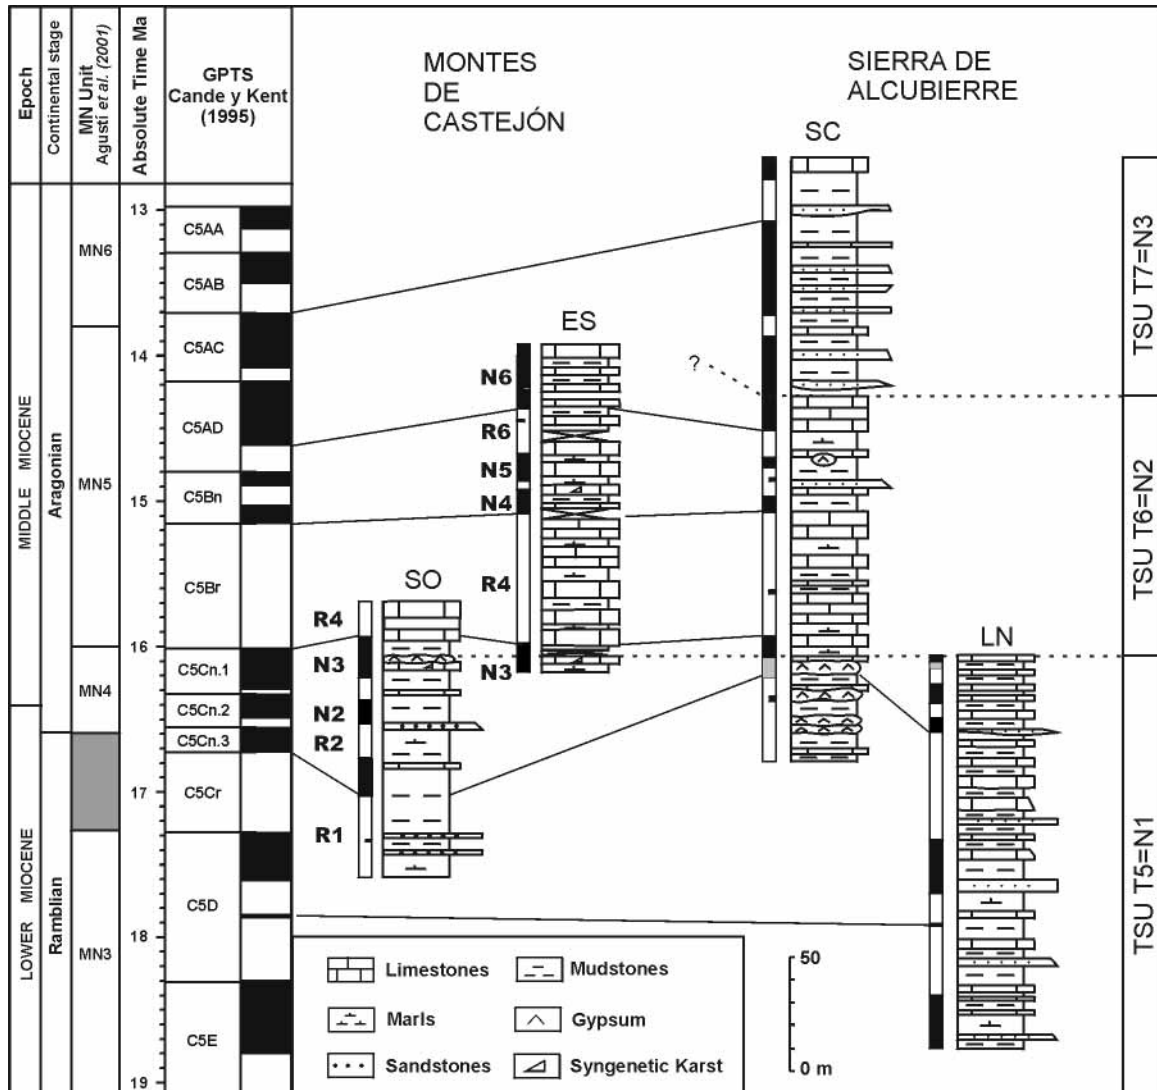 Epoch
Continental stage
MN Unit
Agustí et al. (2001)
Absolute Time Ma
GPTS
Cande y Kent
(1995)
MONTES
DE
CASTEJÓN
SIERRA DE
ALCUBIERRE
SC
ES
SO
LN
MIDDLE MIOCENE
LOWER MIOCENE
Aragonian
Ramblian
MN6
MN5
MN4
MN3
13
14
15
16
17
18
19
C5AA
C5AB
C5AC
C5AD
C5Bn
C5Br
C5Cn.1
C5Cn.2
C5Cn.3
C5Cr
C5D
C5E
R4
N3
N2
R2
R1
N6
R6
N5
N4
R4
N3
?
TSU T7=N3
TSU T6=N2
TSU T5=N1
Limestones
Mudstones
Marls
Gypsum
Sandstones
Syngenetic Karst
50
0 m